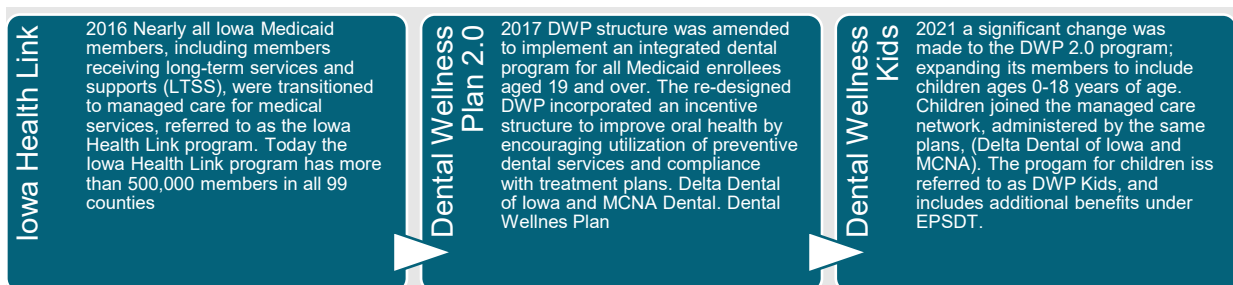 Iowa Health Link
2016 Nearly all Iowa Medicaid
members, including members
receiving long-term services and
supports (LTSS), were transitioned
to managed care for medical
services, referred to as the Iowa
Health Link program. Today the
Iowa Health Link program has more
than 500,000 members in all 99
counties
Dental Wellness
Plan 2.0
2017 DWP structure was amended
to implement an integrated dental
program for all Medicaid enrollees
aged 19 and over. The re-designed
DWP incorporated an incentive
structure to improve oral health by
encouraging utilization of preventive
dental services and compliance
with treatment plans. Delta Dental
of Iowa and MCNA Dental. Dental
Wellnes Plan
Dental Wellness
Kids
2021 a significant change was
made to the DWP 2.0 program;
expanding its members to include
children ages 0-18 years of age.
Children joined the managed care
network, administered by the same
plans, (Delta Dental of Iowa and
MCNA). The progam for children iss
referred to as DWP Kids, and
includes additional benefits under
EPSDT.